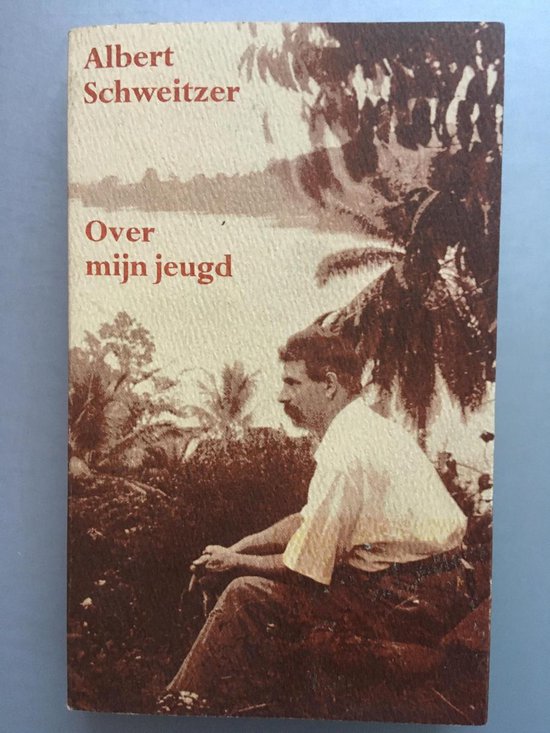 Albert
Schweitzer
Over
mijn jeugd